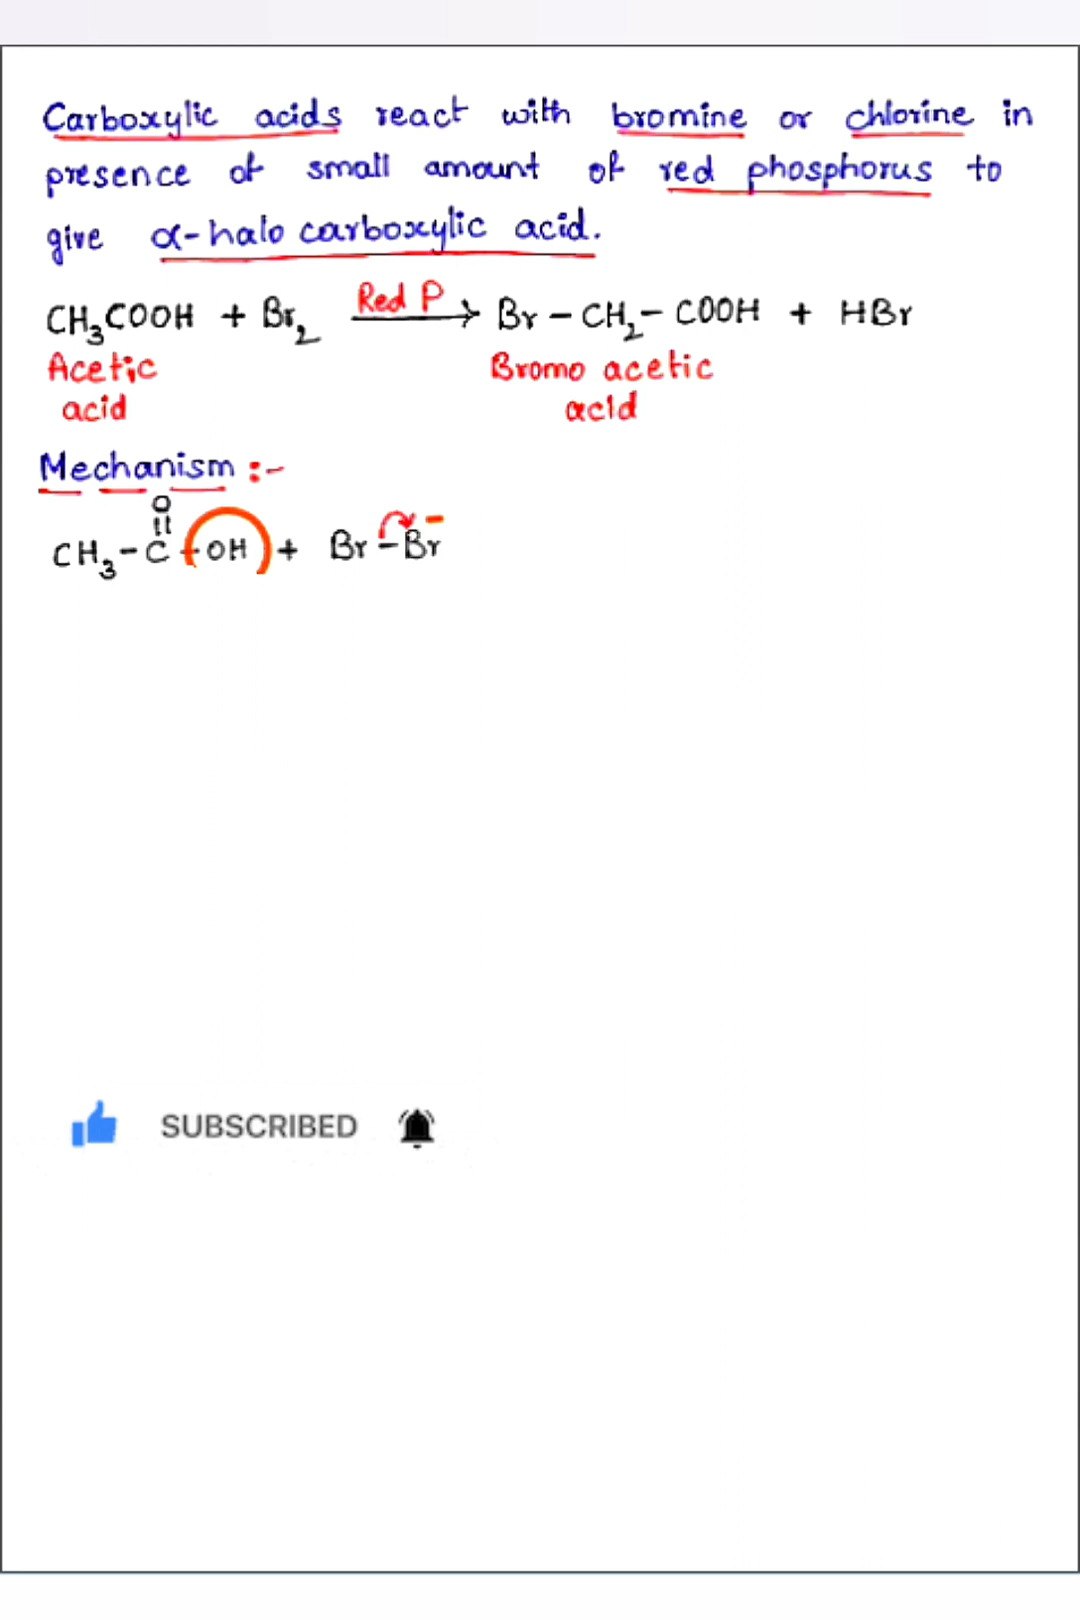 Carboxylic acids react with bromine or chlorine in
presence of small amount of red phosphorus to
give α-halo carboxylic acid.
CH₃COOH + Br₂ Red P → Br – CH₂ – COOH + HBr
Acetic acid Bromo acetic acid
Mechanism :-
O
CH₃ – C – OH + Br – Br –
SUBSCRIBED